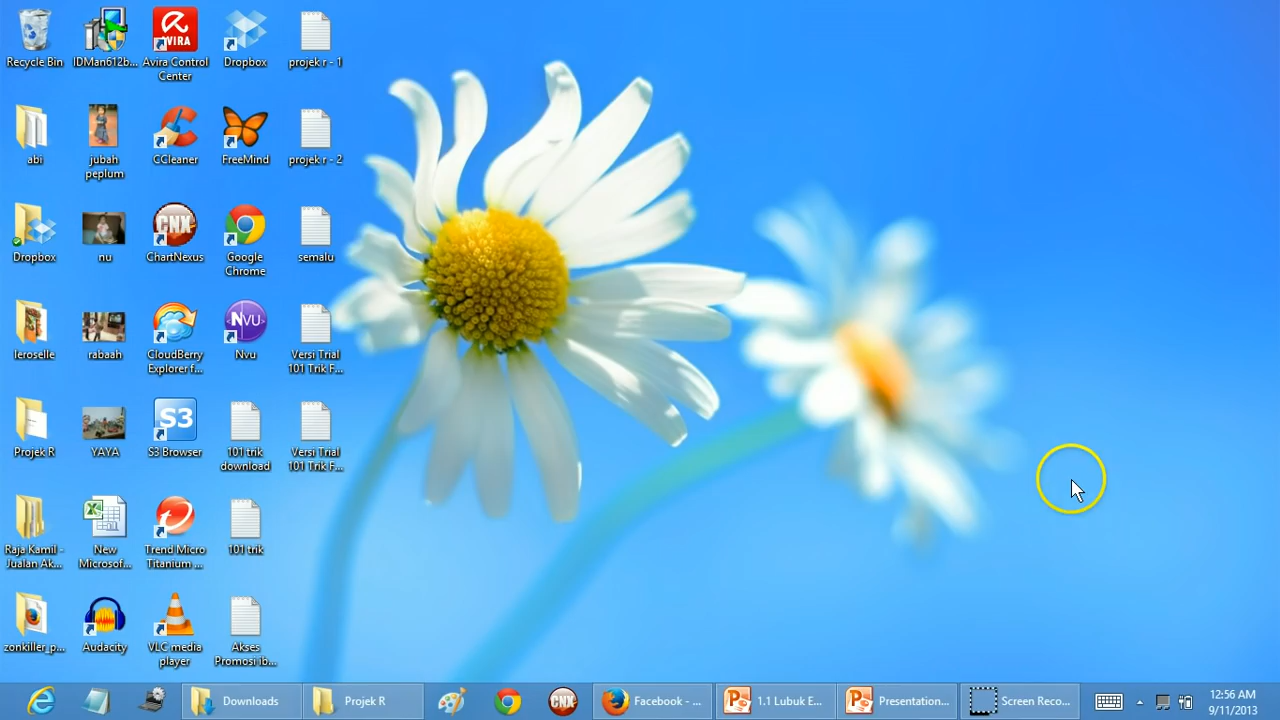 Recycle Bin
IDMan612b...
AVIRA
Avira Control
Center
Dropbox
projek r - 1
abi
jubah
peplum
CCleaner
FreeMind
projek r - 2
Dropbox
nu
CNX
ChartNexus
Google
Chrome
semalu
leroselle
rabaah
CloudBerry
Explorer f...
NVU
Nvu
Versi Trial
101 Trik F...
Projek R
YAYA
S3
S3 Browser
101 trik
download
Versi Trial
101 Trik F...
Raja Kamil -
Jualan Ak...
New
Microsof...
Trend Micro
Titanium ...
101 trik
zonkiller_p...
Audacity
VLC media
player
Akses
Promosi ib...
Downloads
Projek R
CNX
Facebook - ...
1.1 Lubuk E...
Presentation...
Screen Reco...
12:56 AM
9/11/2013